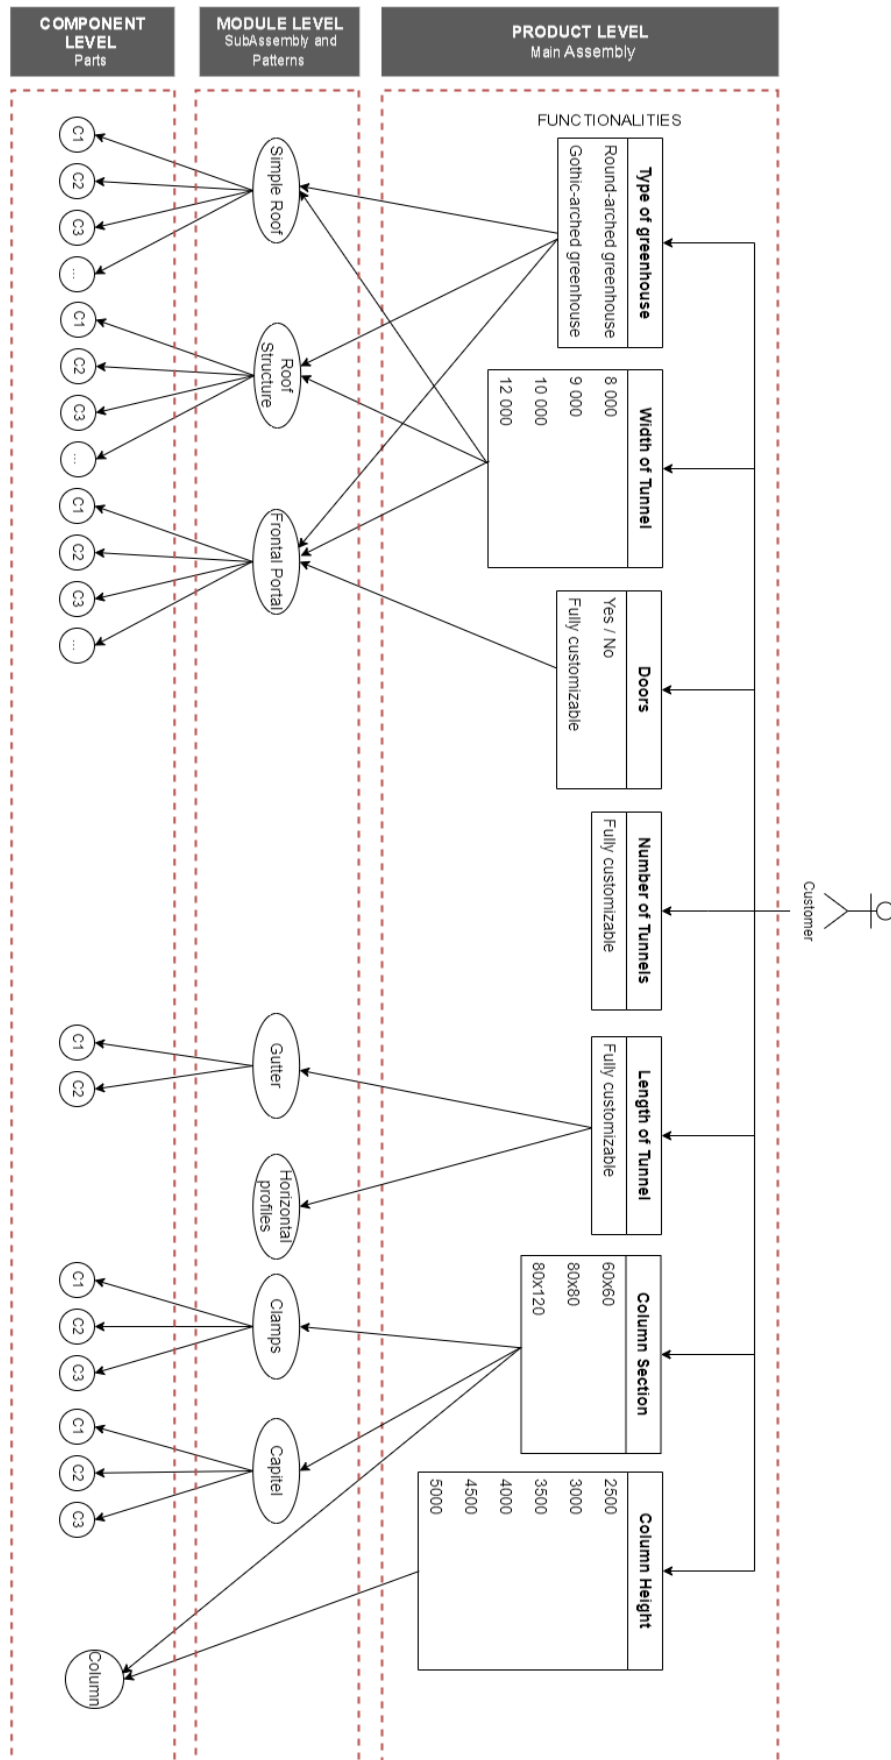 COMPONENT
LEVEL
Parts
MODULE LEVEL
SubAssembly and
Patterns
PRODUCT LEVEL
Main Assembly
FUNCTIONALITIES
Customer
Type of greenhouse
Round-arched greenhouse
Gothic-arched greenhouse
Width of Tunnel
8 000
9 000
10 000
12 000
Doors
Yes / No
Fully customizable
Number of Tunnels
Fully customizable
Length of Tunnel
Fully customizable
Column Section
60x60
80x80
80x120
Column Height
2500
3000
3500
4000
4500
5000
Simple Roof
Roof
Structure
Frontal Portal
Gutter
Horizontal
profiles
Clamps
Capitel
C1
C2
C3
...
C1
C2
C3
...
C1
C2
C3
...
C1
C2
C1
C2
C3
C1
C2
C3
Column